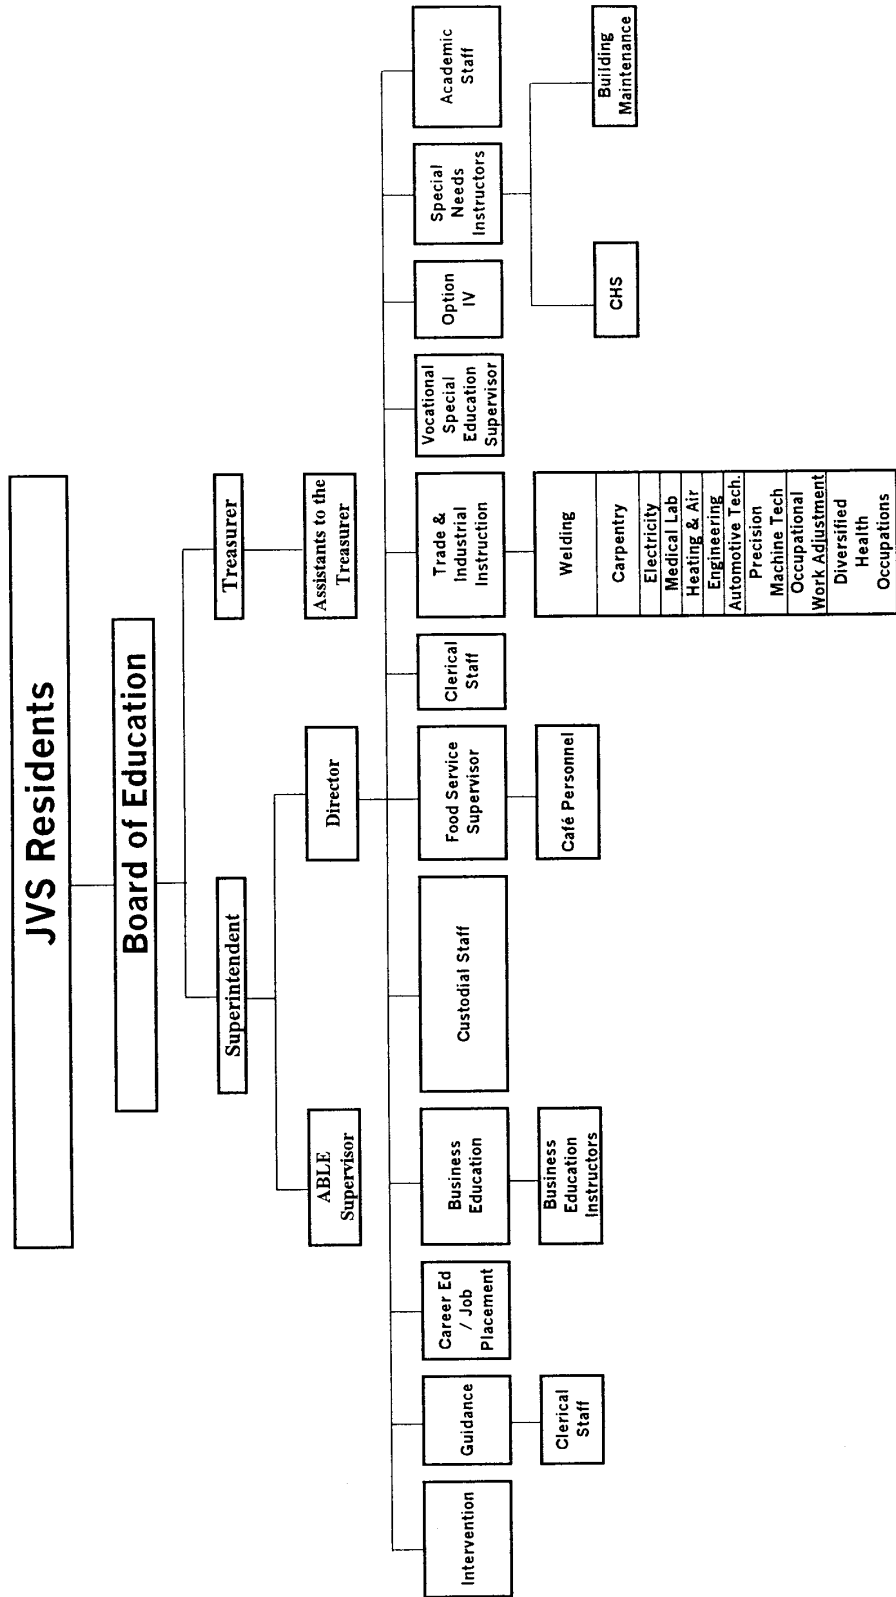 JVS Residents
Board of Education
Superintendent
Treasurer
ABLE
Supervisor
Director
Assistants to the
Treasurer
Intervention
Guidance
Career Ed
/ Job
Placement
Business
Education
Custodial Staff
Food Service
Supervisor
Clerical
Staff
Trade &
Industrial
Instruction
Vocational
Special
Education
Supervisor
Option
IV
Special
Needs
Instructors
Academic
Staff
Clerical
Staff
Business
Education
Instructors
Café Personnel
Welding
Carpentry
Electricity
Medical Lab
Heating & Air
Engineering
Automotive Tech.
Precision
Machine Tech
Occupational
Work Adjustment
Diversified
Health
Occupations
CHS
Building
Maintenance